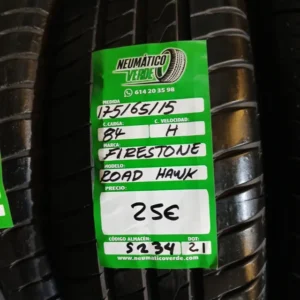 NEUMÁTICO
VERDE
614 20 35 98
MEDIDA:
175/65/15
C. CARGA: C. VELOCIDAD:
84 H
MARCA:
FIRESTONE
MODELO:
ROAD HAWK
PRECIO:
25€
CÓDIGO ALMACÉN: DOT:
S234 21
www.neumaticoverde.com